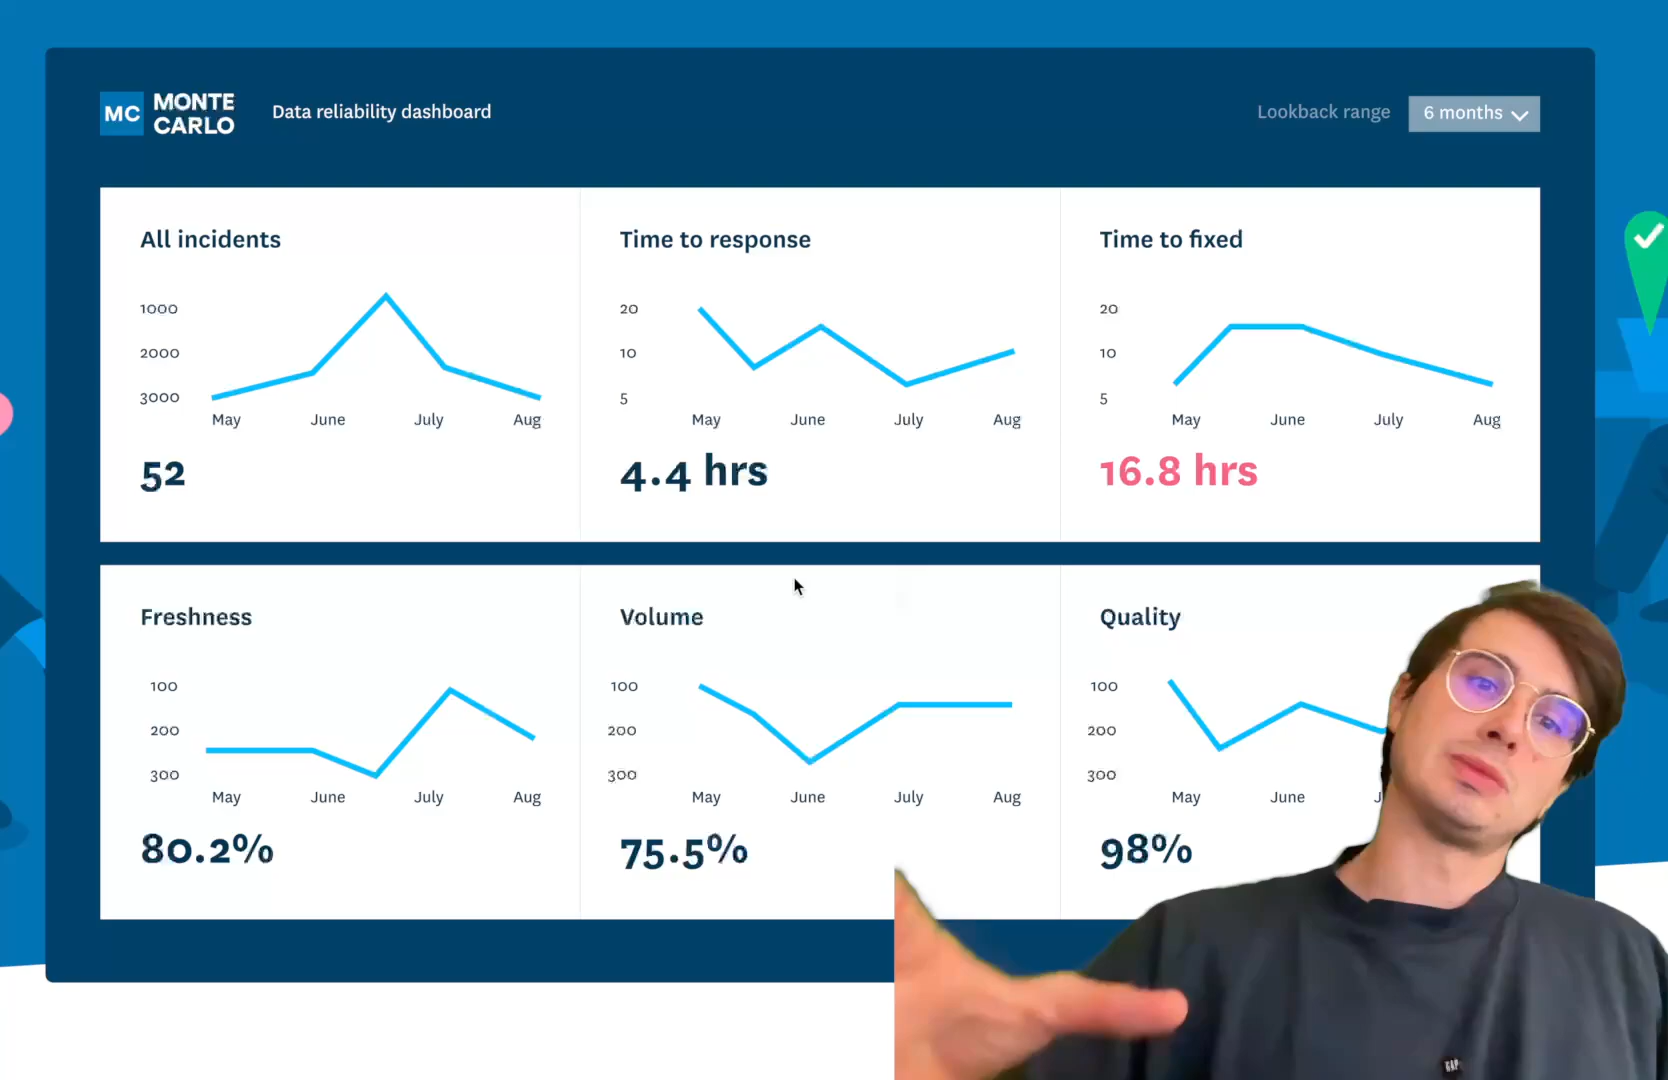 MC MONTE CARLO
Data reliability dashboard
Lookback range
6 months
All incidents
1000
2000
3000
May June July Aug
52
Time to response
20
10
5
May June July Aug
4.4 hrs
Time to fixed
20
10
5
May June July Aug
16.8 hrs
Freshness
100
200
300
May June July Aug
80.2%
Volume
100
200
300
May June July Aug
75.5%
Quality
100
200
300
May June J
98%
GAP